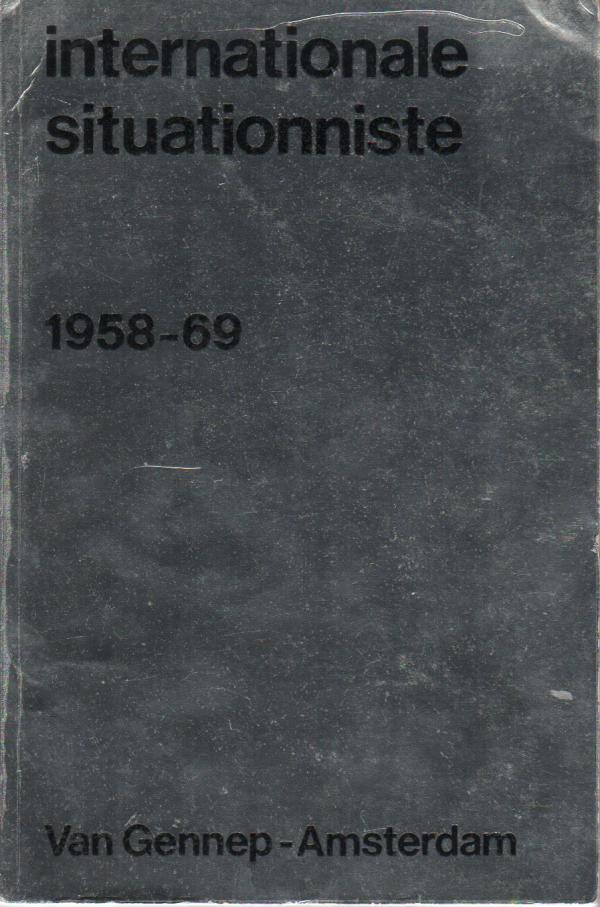 internationale
situationniste
1958-69
Van Gennep - Amsterdam